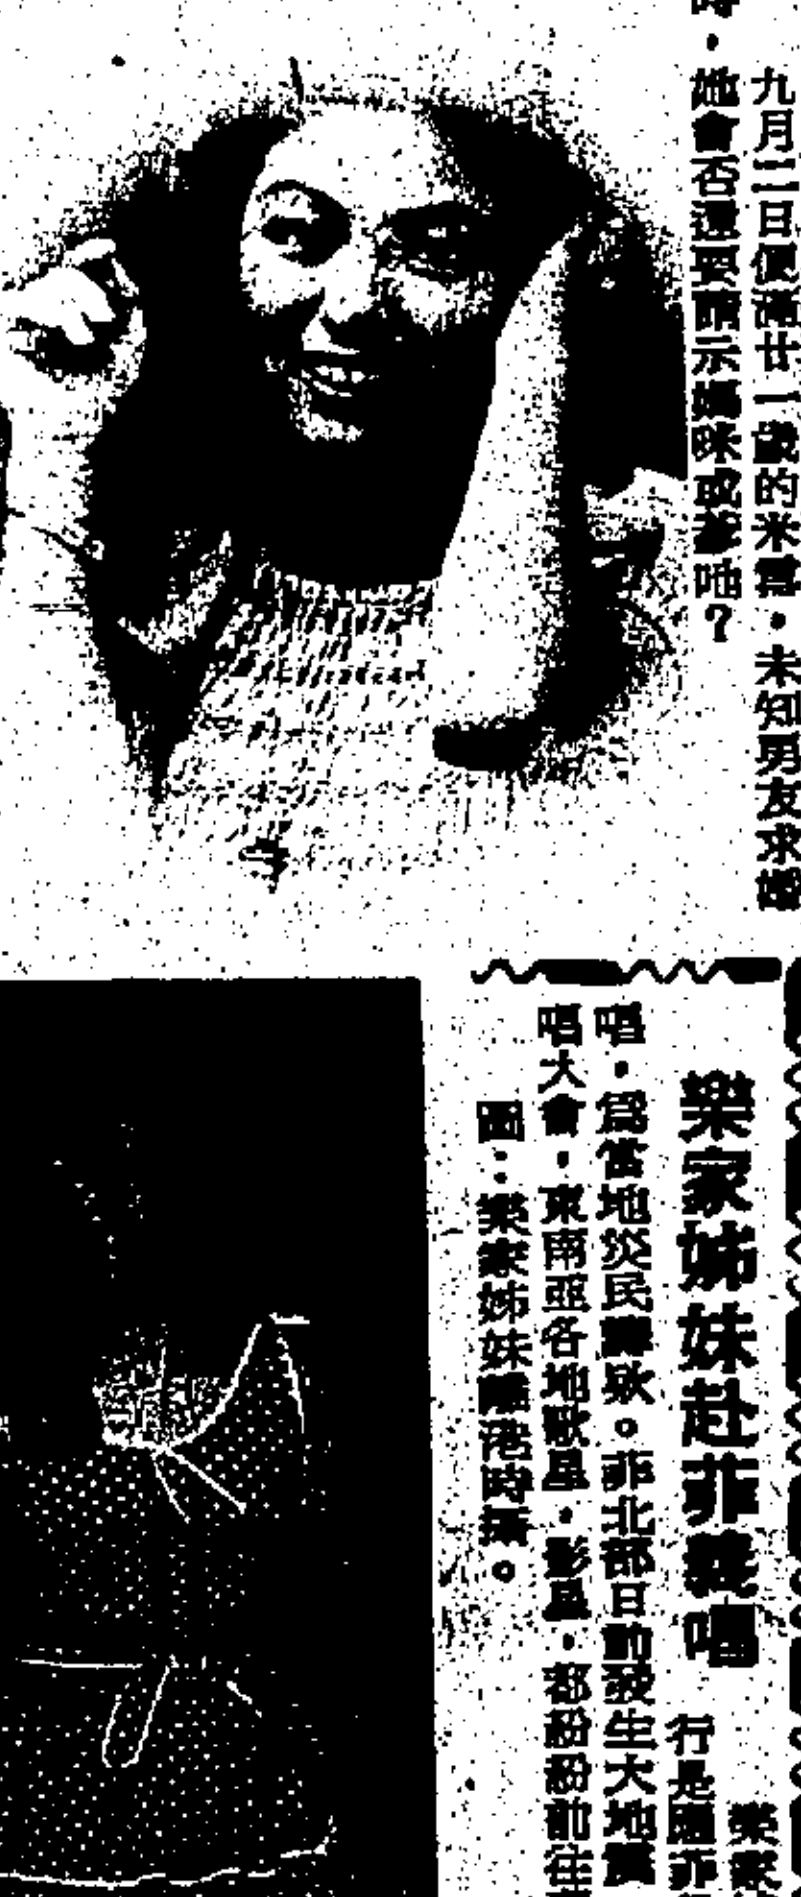 時，
九月二日便滿廿一歲的米雪，未知男友求婚
她會否還要請示媽咪或爹哋？
樂家姊妹赴菲義唱
樂家
行是隨菲
唱，爲當地災民籌欵。菲北部日前發生大地震
唱大會，東南亞各地歌星，影星，都紛紛前往
圖：樂家姊妹離港時攝。